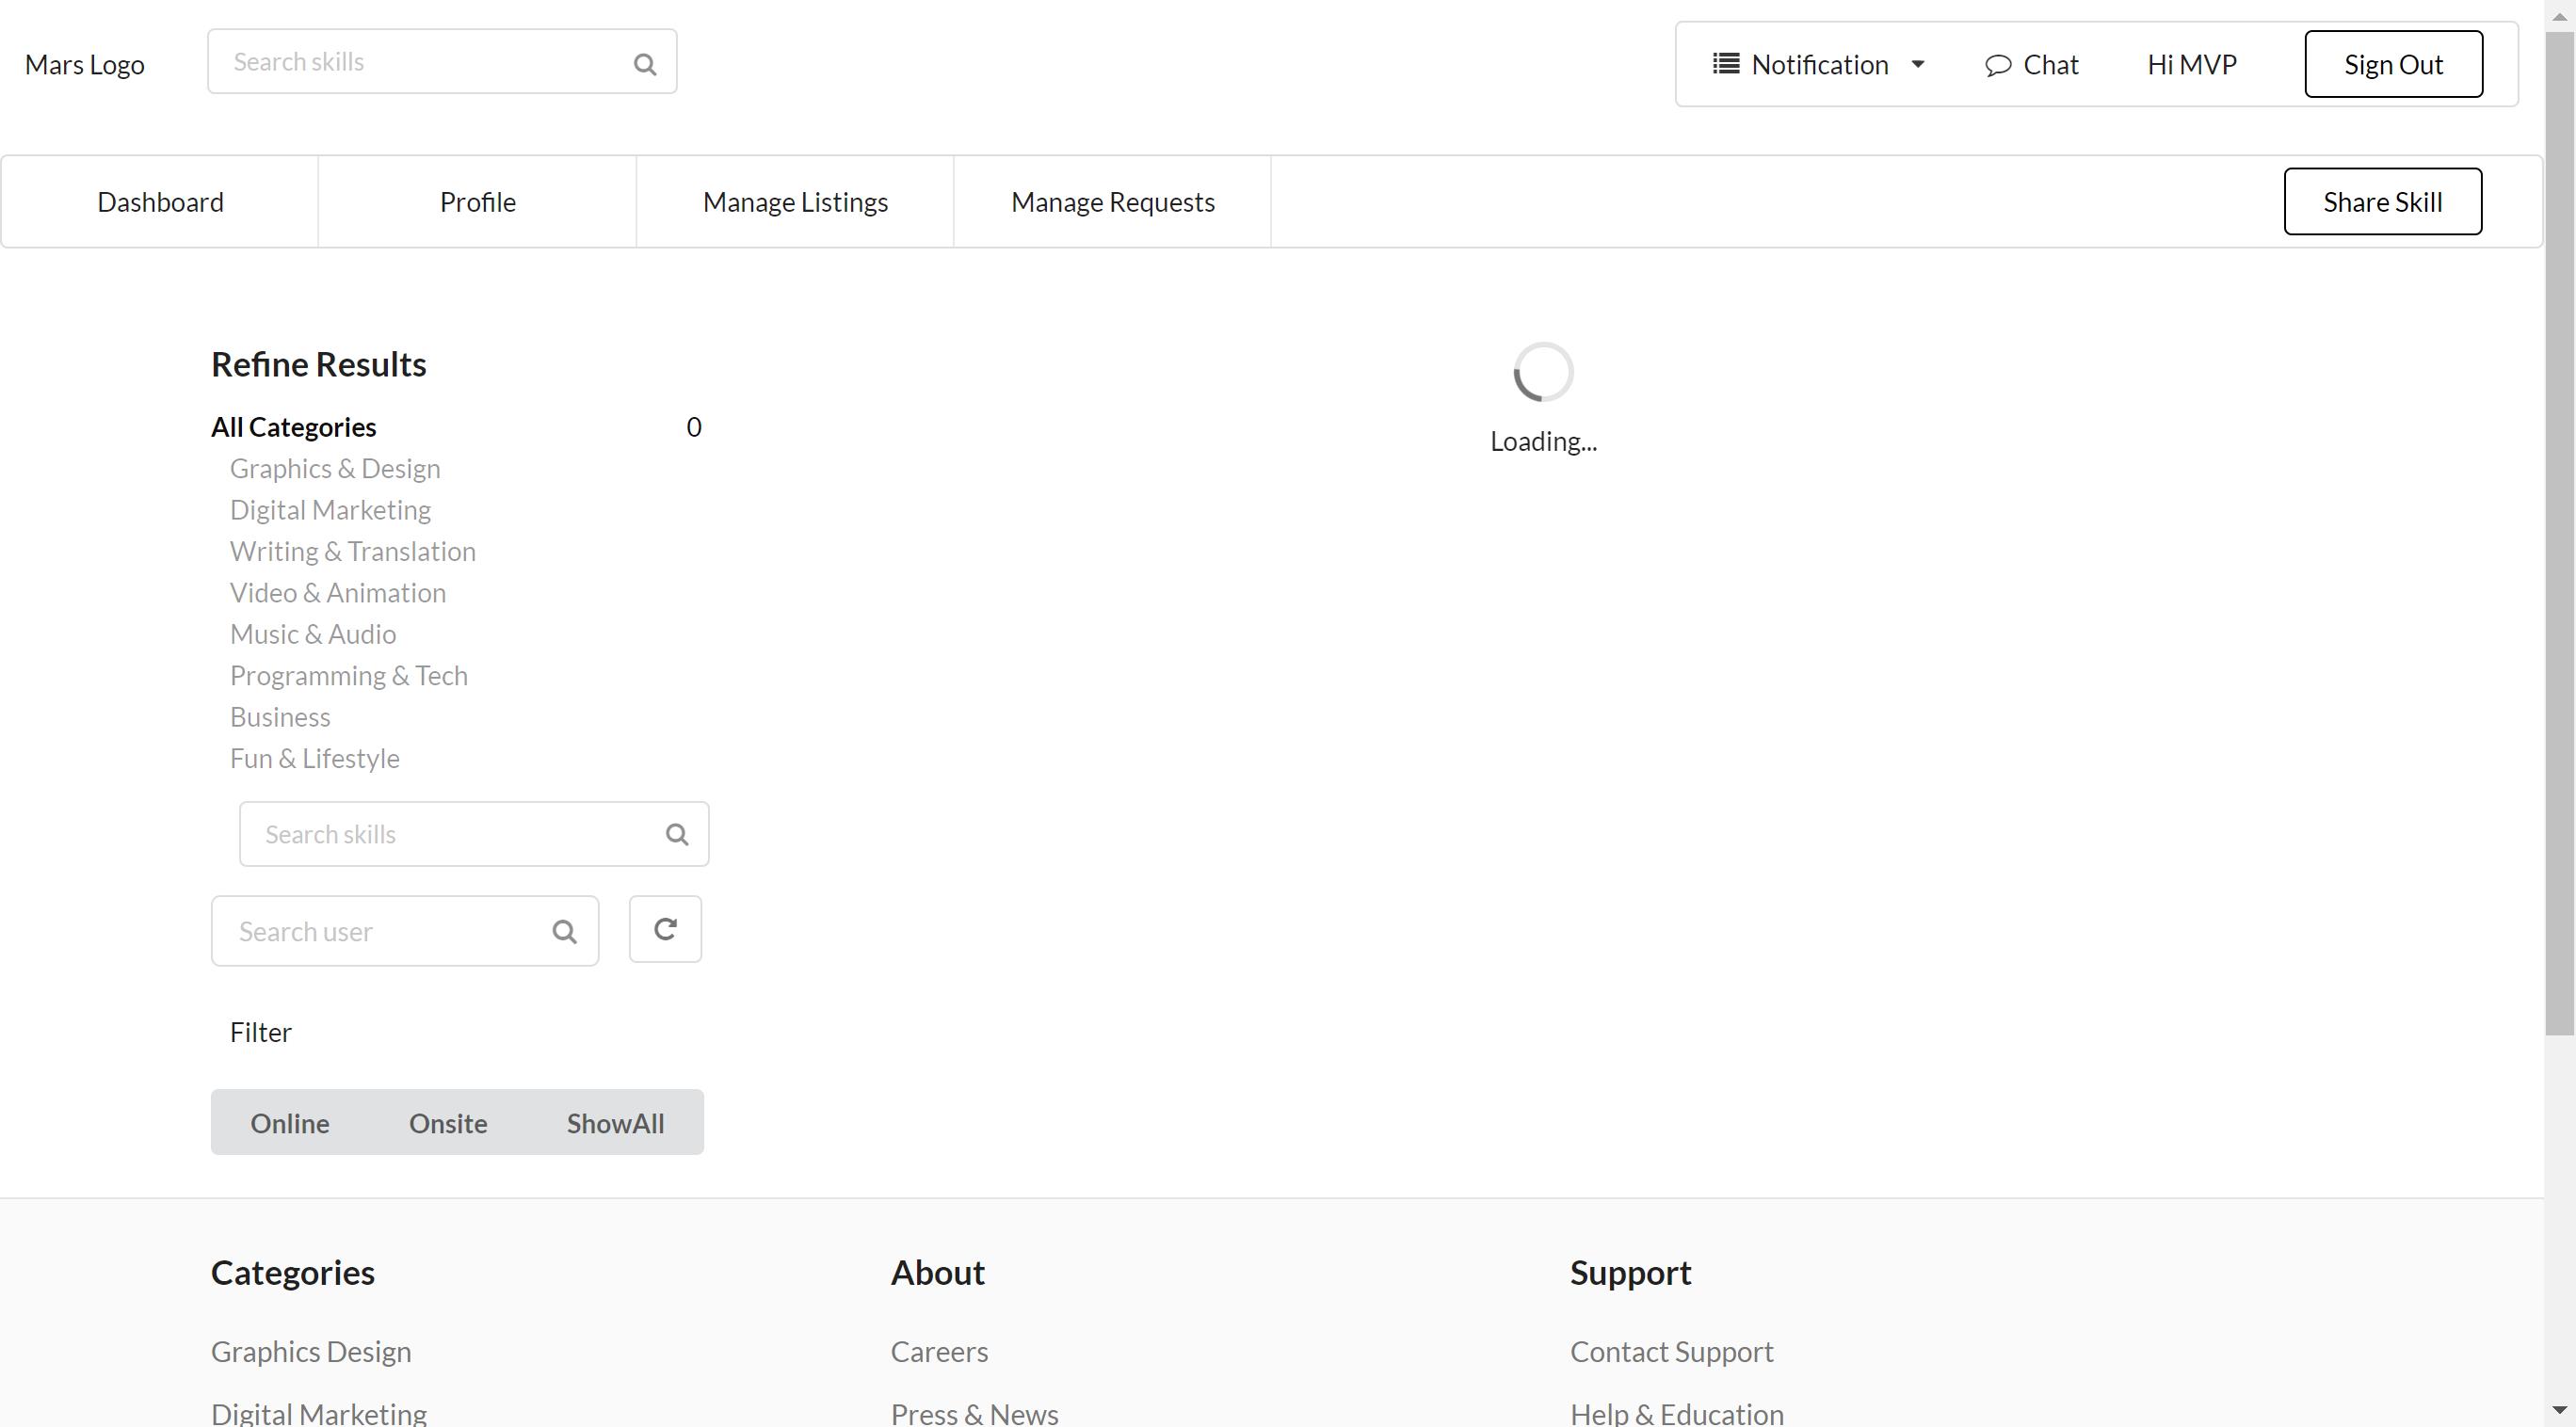 Mars Logo
Search skills
Notification
Chat
Hi MVP
Sign Out
Dashboard
Profile
Manage Listings
Manage Requests
Share Skill
Refine Results
All Categories 0
Graphics & Design
Digital Marketing
Writing & Translation
Video & Animation
Music & Audio
Programming & Tech
Business
Fun & Lifestyle
Search skills
Search user
Filter
Online Onsite ShowAll
Loading...
Categories
Graphics Design
Digital Marketing
About
Careers
Press & News
Support
Contact Support
Help & Education